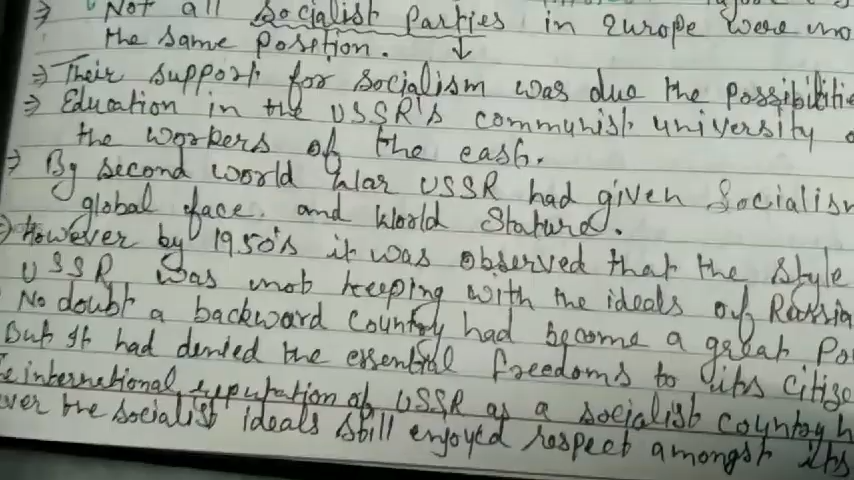 ⇒ Not all Socialist Parties in Europe were
the same position.
⇒ Their support for socialism was due the possibiliti
⇒ Eduation in the USSR's communist university o
the workers of the east.
⇒ By second world War USSR had given Socialism
global face. and World Stature.
⇒ However by 1950's it was observed that the style
USSR was not keeping with the ideals of Russia
No doubt a backward country had become a great Po
But it had denied the essential freedoms to its citize
international reputation of USSR as a socialist country h
ver the socialist ideals still enjoyed respect amongst its